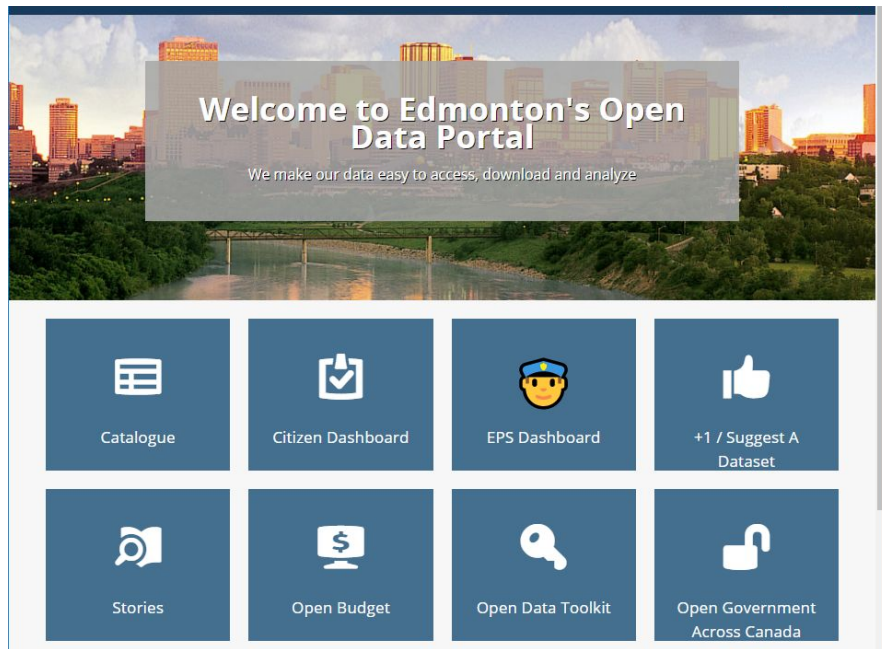 Welcome to Edmonton's Open
Data Portal
We make our data easy to access, download and analyze
Catalogue
Citizen Dashboard
EPS Dashboard
+1 / Suggest A
Dataset
Stories
$
Open Budget
Open Data Toolkit
Open Government
Across Canada